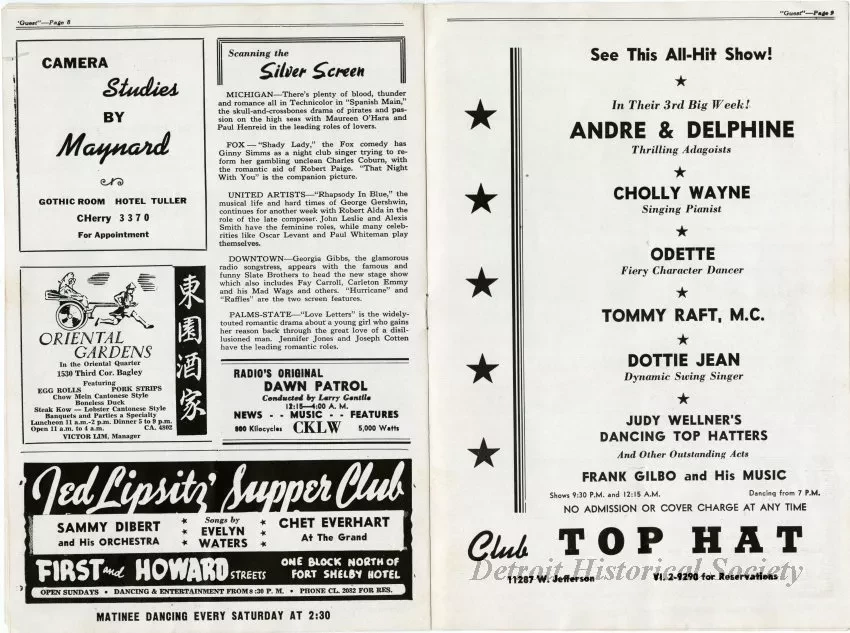 "Guest"—Page 8
CAMERA
Studies
BY
Maynard
GOTHIC ROOM HOTEL TULLER
CHerry 3370
For Appointment
ORIENTAL
GARDENS
In the Oriental Quarter
1530 Third Cor. Bagley
Featuring
EGG ROLLS PORK STRIPS
Chow Mein Cantonese Style
Boneless Duck
Steak Kow — Lobster Cantonese Style
Banquets and Parties a Specialty
Luncheon 11 a.m.-2 p.m. Dinner 5 to 9 p.m.
Open 11 a.m. to 4 a.m. CA. 4802
VICTOR LIM, Manager
東園酒家
Scanning the
Silver Screen
MICHIGAN—There's plenty of blood, thunder
and romance all in Technicolor in "Spanish Main,"
the skull-and-crossbones drama of pirates and pas-
sion on the high seas with Maureen O'Hara and
Paul Henreid in the leading roles of lovers.
FOX — "Shady Lady," the Fox comedy has
Ginny Simms as a night club singer trying to re-
form her gambling unclean Charles Coburn, with
the romantic aid of Robert Paige. "That Night
With You" is the companion picture.
UNITED ARTISTS—"Rhapsody In Blue," the
musical life and hard times of George Gershwin,
continues for another week with Robert Alda in the
role of the late composer. John Leslie and Alexis
Smith have the feminine roles, while many celeb-
rities like Oscar Levant and Paul Whiteman play
themselves.
DOWNTOWN—Georgia Gibbs, the glamorous
radio songstress, appears with the famous and
funny Slate Brothers to head the new stage show
which also includes Fay Carroll, Carleton Emmy
and his Mad Wags and others. "Hurricane" and
"Raffles" are the two screen features.
PALMS-STATE—"Love Letters" is the widely-
touted romantic drama about a young girl who gains
her reason back through the great love of a disil-
lusioned man. Jennifer Jones and Joseph Cotten
have the leading romantic roles.
RADIO'S ORIGINAL
DAWN PATROL
Conducted by Larry Gentile
12:15—4:00 A. M.
NEWS - - MUSIC - - FEATURES
800 Kilocycles CKLW 5,000 Watts
Ted Lipsitz' Supper Club
SAMMY DIBERT
and His ORCHESTRA
Songs by
EVELYN
WATERS
CHET EVERHART
At The Grand
FIRST and HOWARD STREETS
ONE BLOCK NORTH OF
FORT SHELBY HOTEL
OPEN SUNDAYS • DANCING & ENTERTAINMENT FROM 8:30 P. M. • PHONE CL. 2032 FOR RES.
MATINEE DANCING EVERY SATURDAY AT 2:30
"Guest"—Page 9
See This All-Hit Show!
In Their 3rd Big Week!
ANDRE & DELPHINE
Thrilling Adagoists
CHOLLY WAYNE
Singing Pianist
ODETTE
Fiery Character Dancer
TOMMY RAFT, M.C.
DOTTIE JEAN
Dynamic Swing Singer
JUDY WELLNER'S
DANCING TOP HATTERS
And Other Outstanding Acts
FRANK GILBO and His MUSIC
Shows 9:30 P.M. and 12:15 A.M. Dancing from 7 P.M.
NO ADMISSION OR COVER CHARGE AT ANY TIME
Club TOP HAT
11287 W. Jefferson VI. 2-9290 for Reservations
Detroit Historical Society